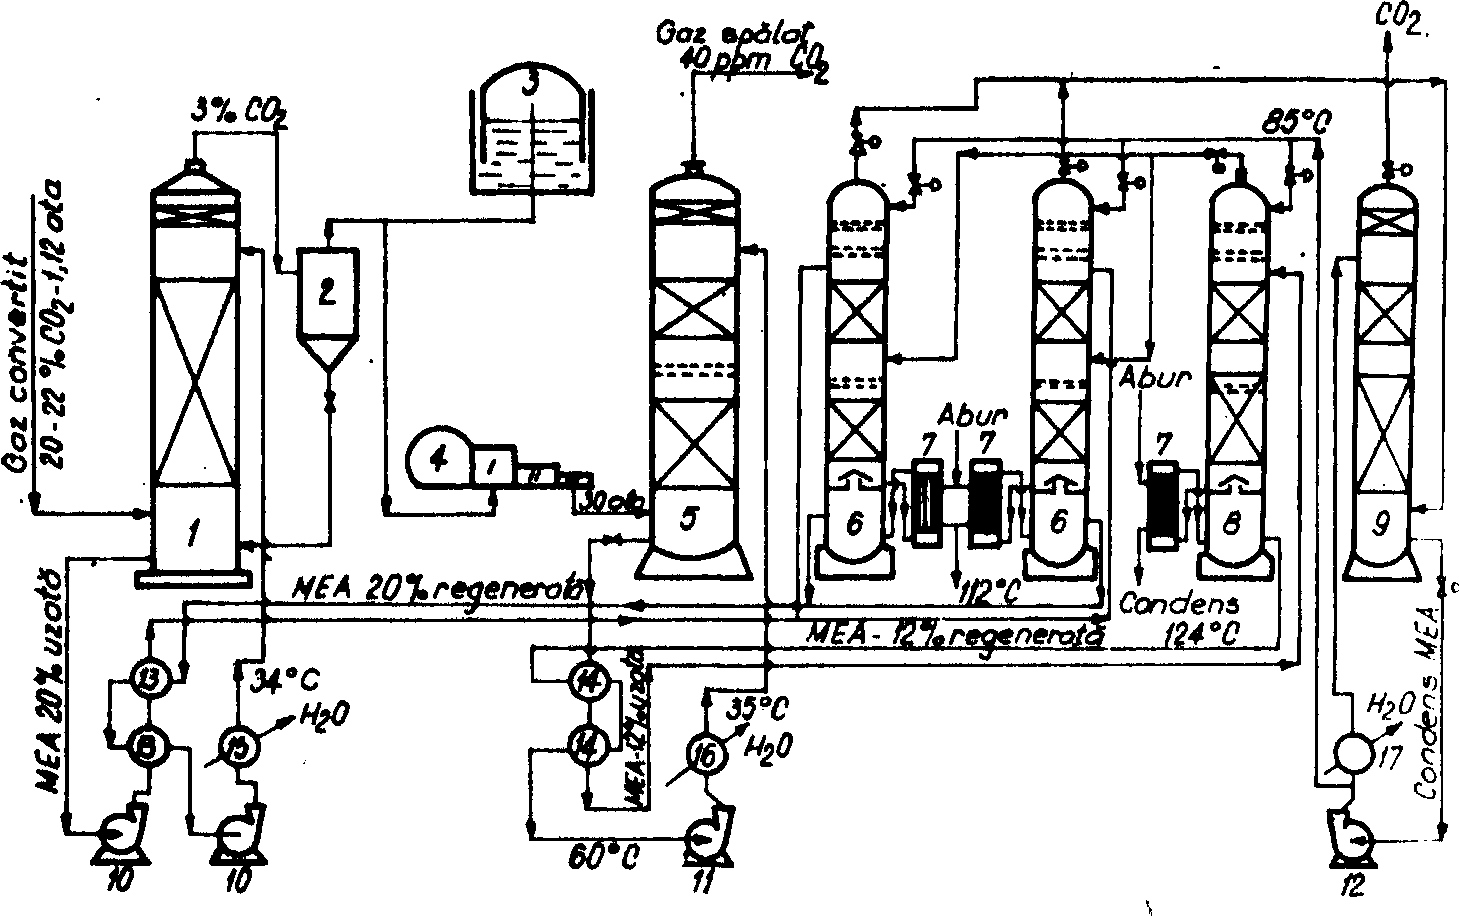 Gaz spălat
40 ppm CO2
CO2
3% CO2
3
85°C
Gaz convertit
20-22 % CO2-1,12 ata
2
Abur
4
I
II
Abur
7
7
7
30 ata
1
5
6
6
8
9
MEA 20% regenerată
112°C
Condens
124°C
MEA-12% regenerată
MEA 20% uzată
13
34°C
H2O
14
MEA-12% uzată
35°C
H2O
H2O
Condens MEA
13
15
14
16
17
60°C
10
10
11
12